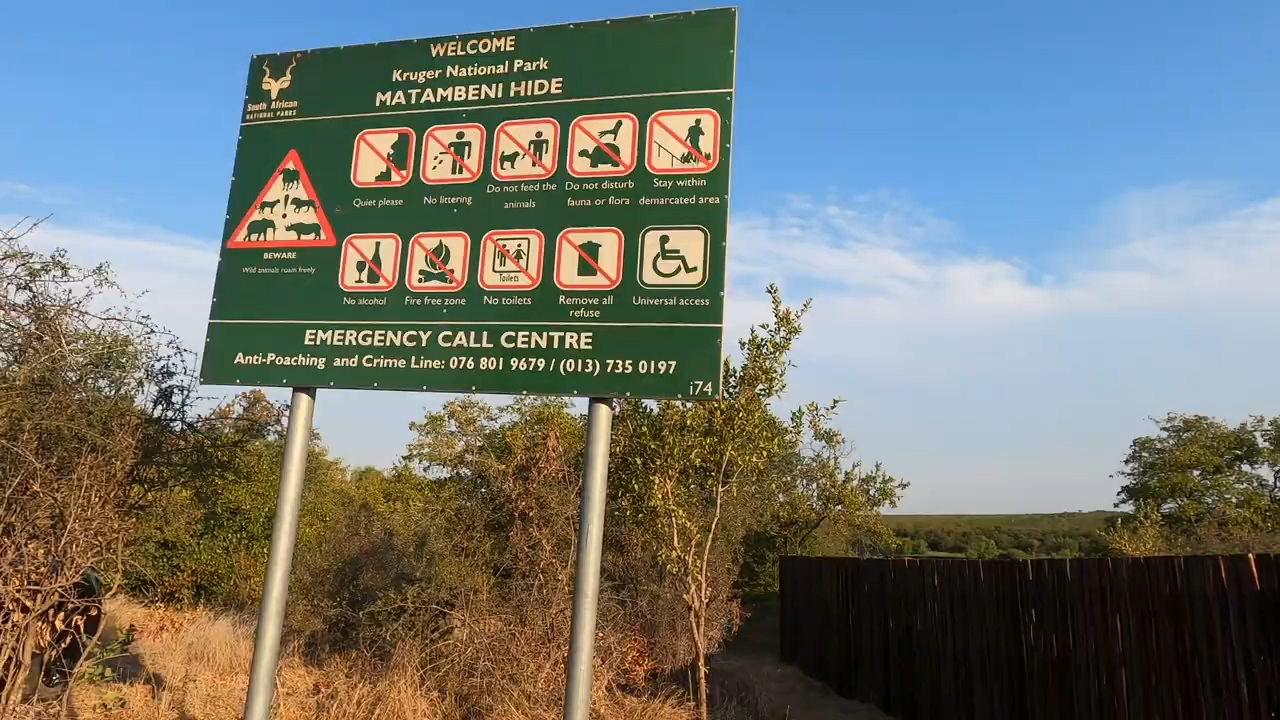 WELCOME
Kruger National Park
MATAMBENI HIDE
South African
NATIONAL PARKS
Quiet please
No littering
Do not feed the
animals
Do not disturb
fauna or flora
Stay within
demarcated area
BEWARE
Wild animals roam freely
No alcohol
Fire free zone
Toilets
No toilets
Remove all
refuse
Universal access
EMERGENCY CALL CENTRE
Anti-Poaching and Crime Line: 076 801 9679 / (013) 735 0197
i74